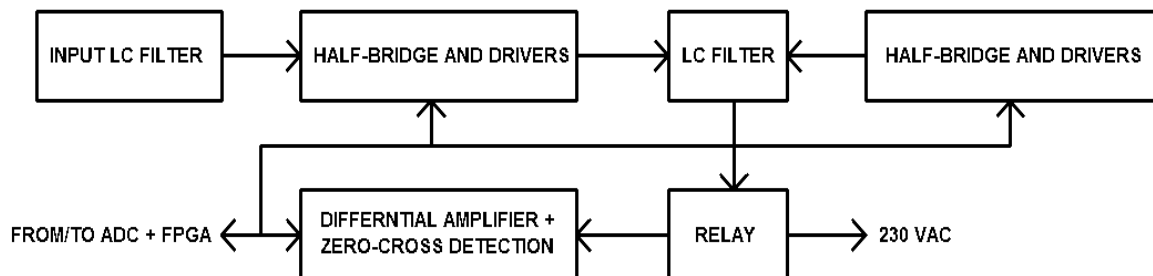 INPUT LC FILTER
HALF-BRIDGE AND DRIVERS
LC FILTER
HALF-BRIDGE AND DRIVERS
FROM/TO ADC + FPGA
DIFFERNTIAL AMPLIFIER +
ZERO-CROSS DETECTION
RELAY
230 VAC